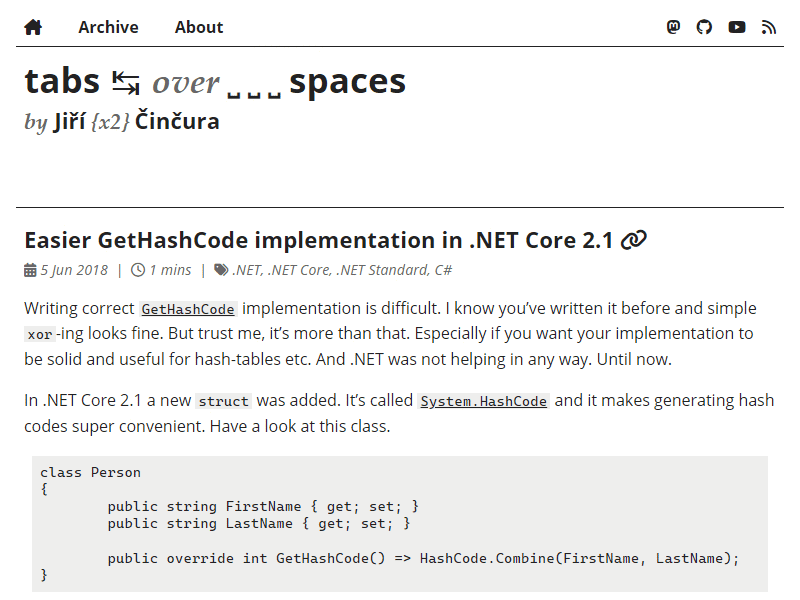 Archive About
tabs ↹ over ␣␣␣ spaces
by Jiří {x2} Činčura
Easier GetHashCode implementation in .NET Core 2.1
5 Jun 2018 | 1 mins | .NET, .NET Core, .NET Standard, C#
Writing correct GetHashCode implementation is difficult. I know you’ve written it before and simple
xor-ing looks fine. But trust me, it’s more than that. Especially if you want your implementation to
be solid and useful for hash-tables etc. And .NET was not helping in any way. Until now.
In .NET Core 2.1 a new struct was added. It’s called System.HashCode and it makes generating hash
codes super convenient. Have a look at this class.
class Person
{
        public string FirstName { get; set; }
        public string LastName { get; set; }

        public override int GetHashCode() => HashCode.Combine(FirstName, LastName);
}